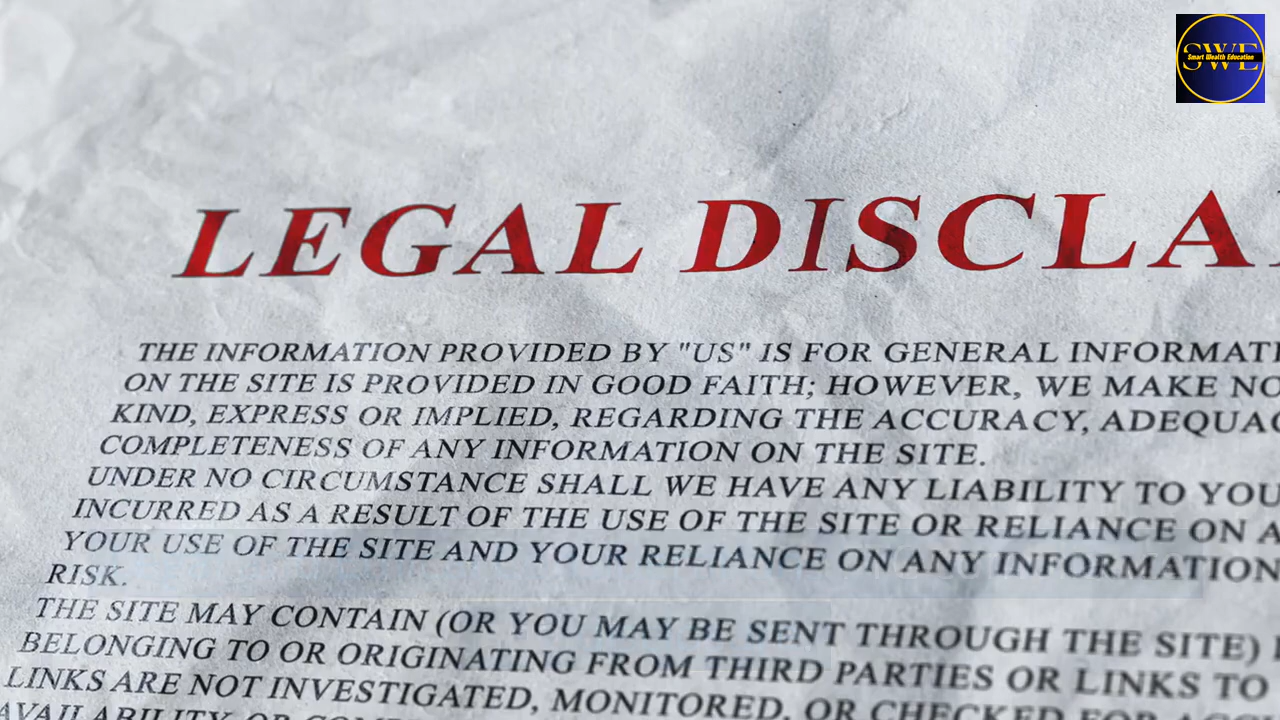 SWE
Smart Wealth Education
LEGAL DISCLA
THE INFORMATION PROVIDED BY "US" IS FOR GENERAL INFORMATI
ON THE SITE IS PROVIDED IN GOOD FAITH; HOWEVER, WE MAKE NO
KIND, EXPRESS OR IMPLIED, REGARDING THE ACCURACY, ADEQUAC
COMPLETENESS OF ANY INFORMATION ON THE SITE.
UNDER NO CIRCUMSTANCE SHALL WE HAVE ANY LIABILITY TO YOU
INCURRED AS A RESULT OF THE USE OF THE SITE OR RELIANCE ON A
YOUR USE OF THE SITE AND YOUR RELIANCE ON ANY INFORMATION
RISK.
THE SITE MAY CONTAIN (OR YOU MAY BE SENT THROUGH THE SITE)
BELONGING TO OR ORIGINATING FROM THIRD PARTIES OR LINKS TO
LINKS ARE NOT INVESTIGATED, MONITORED, OR CHECKED FOR
AVAILABILITY OR